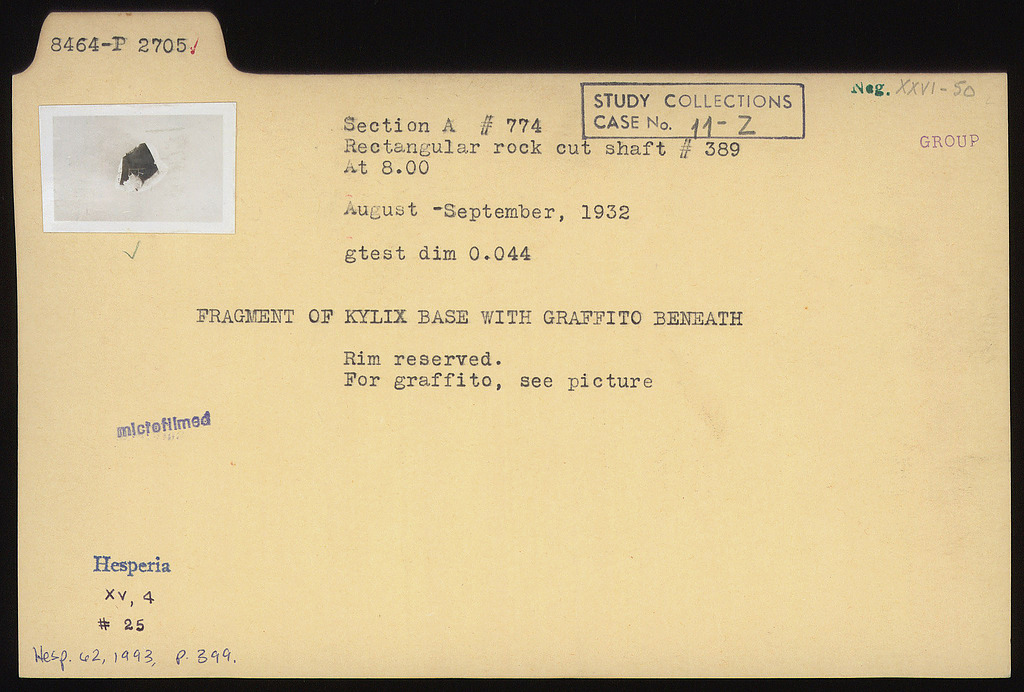 8464-P 2705
Neg. XXVI-50
STUDY COLLECTIONS
CASE No. 11-Z
GROUP
Section A # 774
Rectangular rock cut shaft # 389
At 8.00
August -September, 1932
gtest dim 0.044
FRAGMENT OF KYLIX BASE WITH GRAFFITO BENEATH
Rim reserved.
For graffito, see picture
microfilmed
Hesperia
XV, 4
# 25
Hesp. 62, 1993, p. 399.